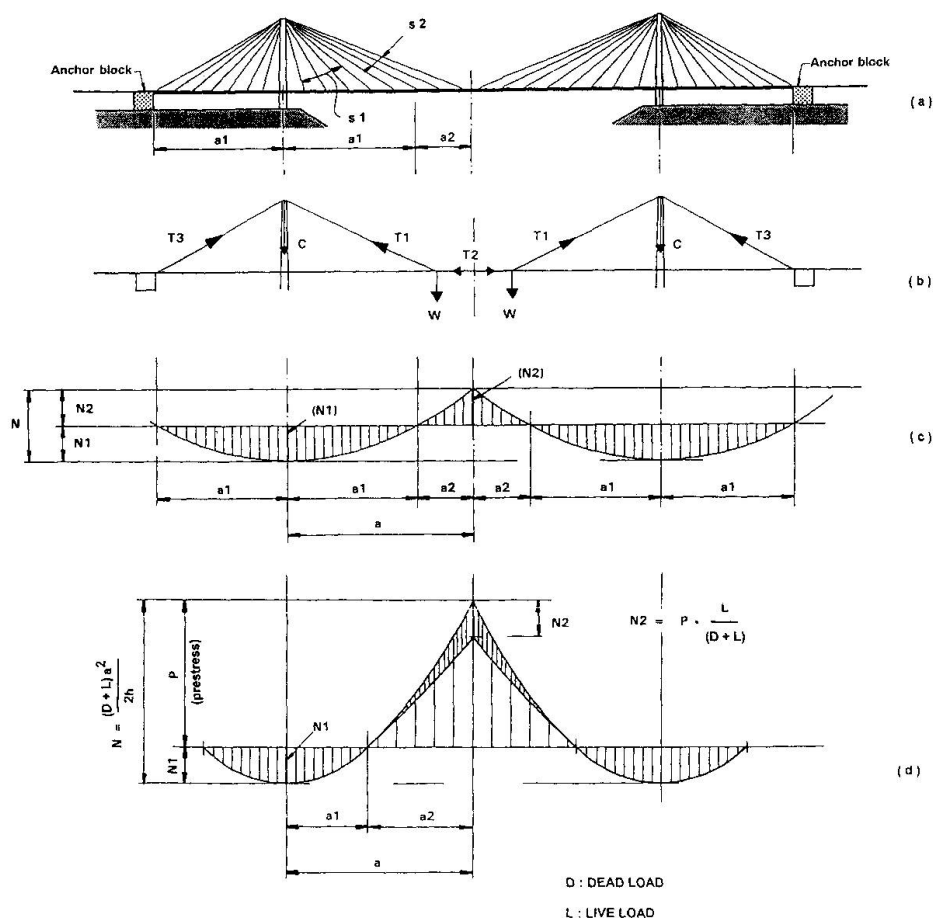 s 2
Anchor block
Anchor block
s 1
( a )
a1
a1
a2
T3
C
T1
T2
T1
C
T3
W
W
( b )
N
N2
N1
(N1)
(N2)
( c )
a1
a1
a2
a2
a1
a1
a
N = (D + L) a² / 2h
P
(prestress)
N1
N1
N2
N2 = P · L / (D + L)
( d )
a1
a2
a
D : DEAD LOAD
L : LIVE LOAD